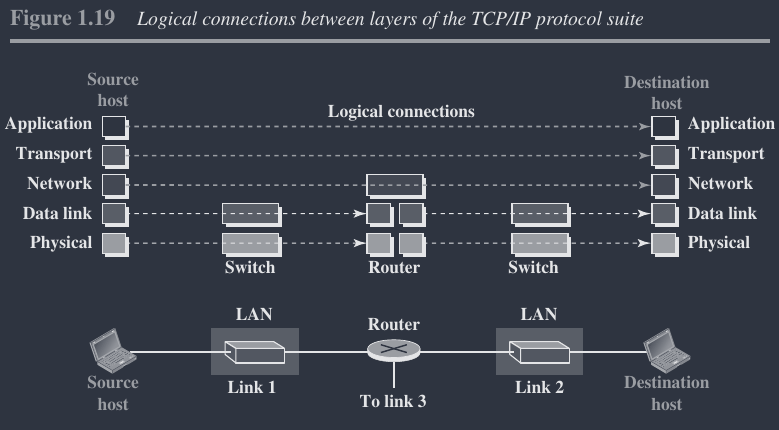 Figure 1.19 Logical connections between layers of the TCP/IP protocol suite
Source
host
Destination
host
Logical connections
Application
Application
Transport
Transport
Network
Network
Data link
Data link
Physical
Physical
Switch
Router
Switch
LAN
Router
LAN
Source
host
Link 1
To link 3
Link 2
Destination
host